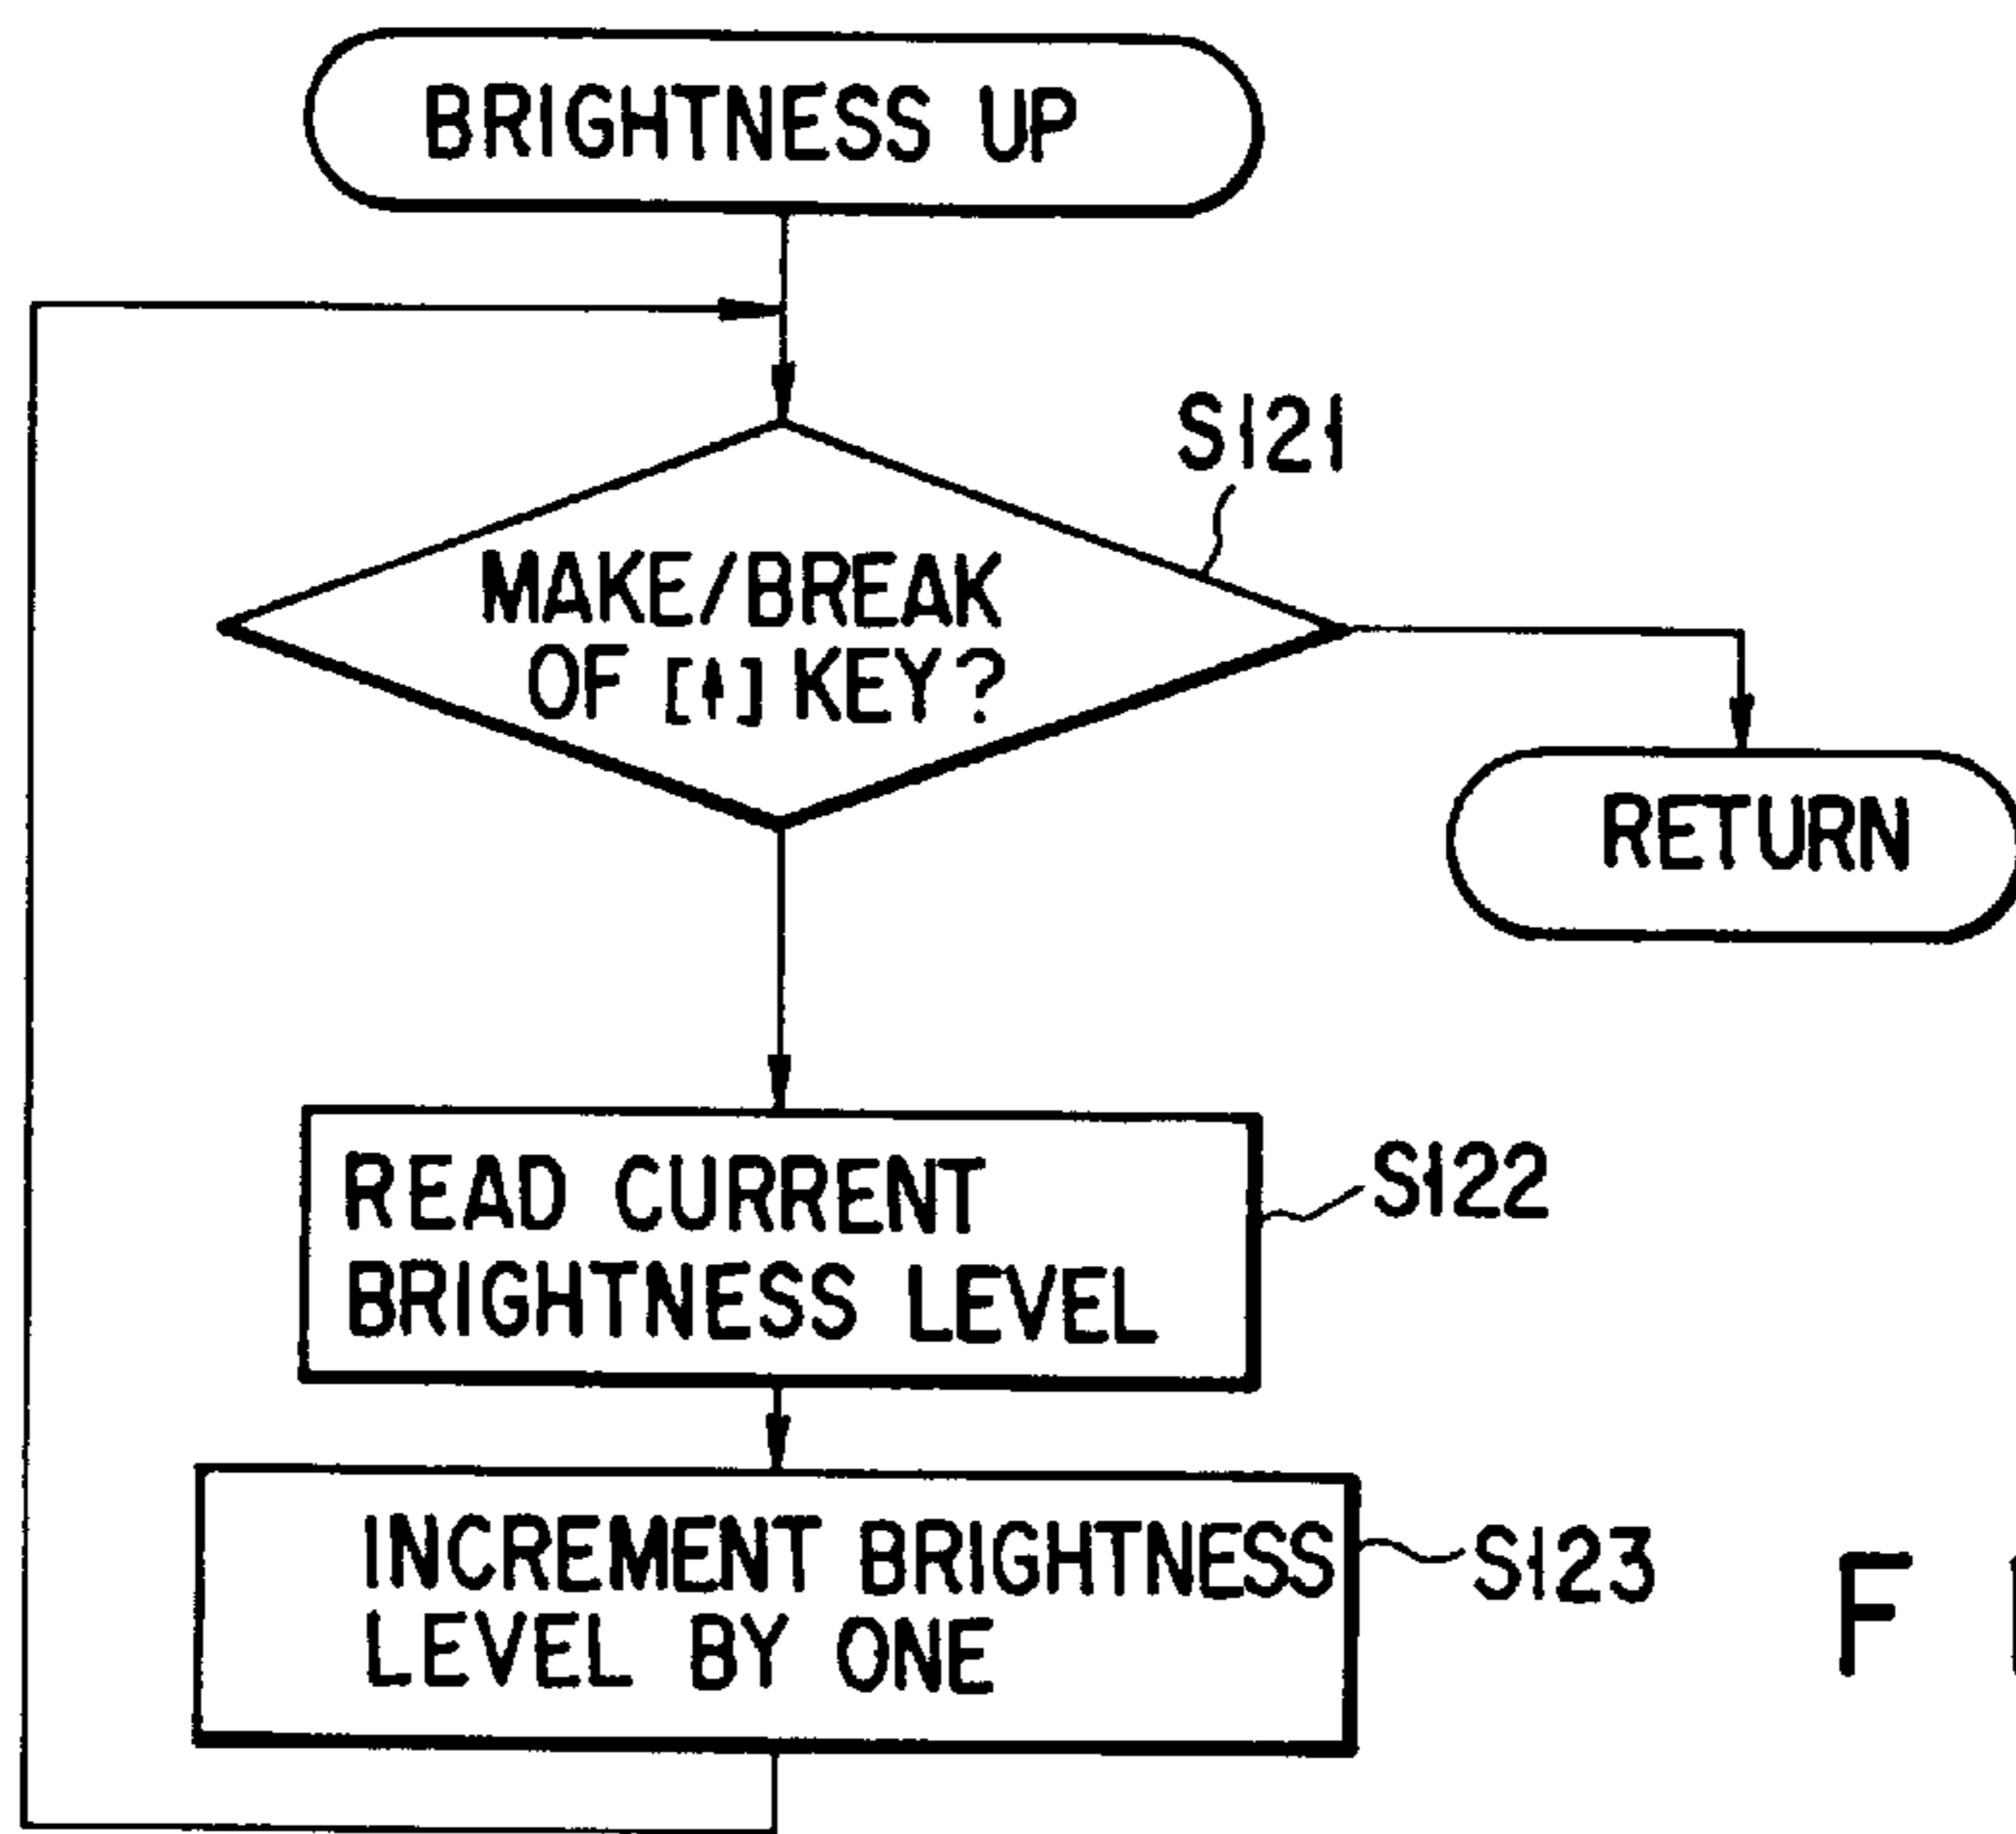 BRIGHTNESS UP
S121
MAKE/BREAK
OF [↑] KEY?
RETURN
READ CURRENT
BRIGHTNESS LEVEL
S122
INCREMENT BRIGHTNESS
LEVEL BY ONE
S123
F